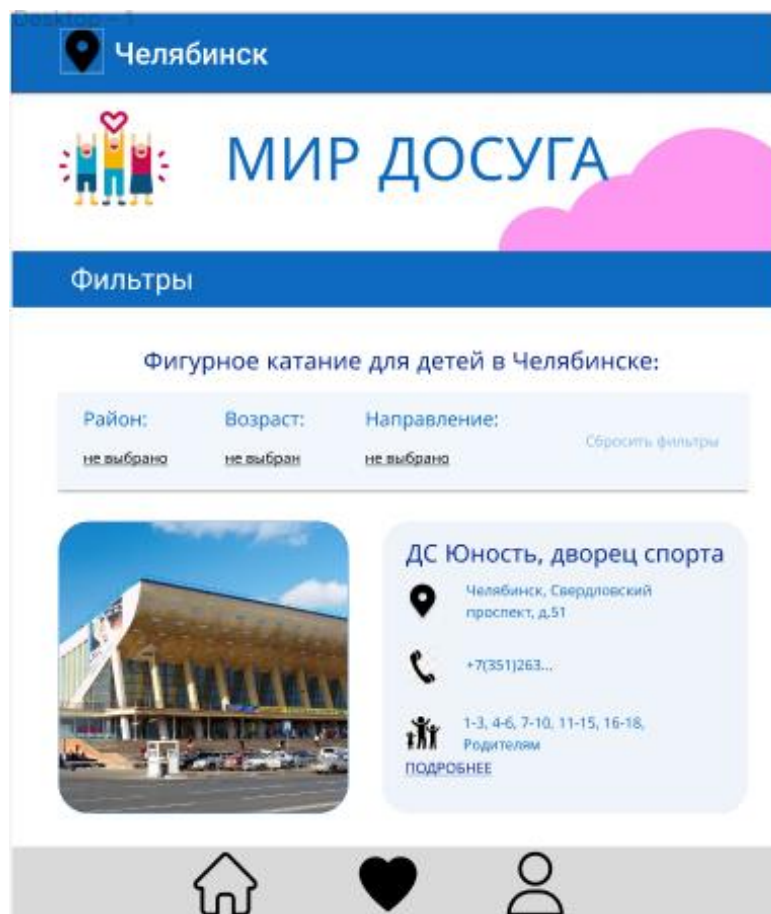 Desktop - 1
Челябинск
МИР ДОСУГА
Фильтры
Фигурное катание для детей в Челябинске:
Район: Возраст: Направление:
не выбрано не выбран не выбрано
Сбросить фильтры
ДС Юность, дворец спорта
Челябинск, Свердловский
проспект, д.51
+7(351)263...
1-3, 4-6, 7-10, 11-15, 16-18,
Родителям
ПОДРОБНЕЕ